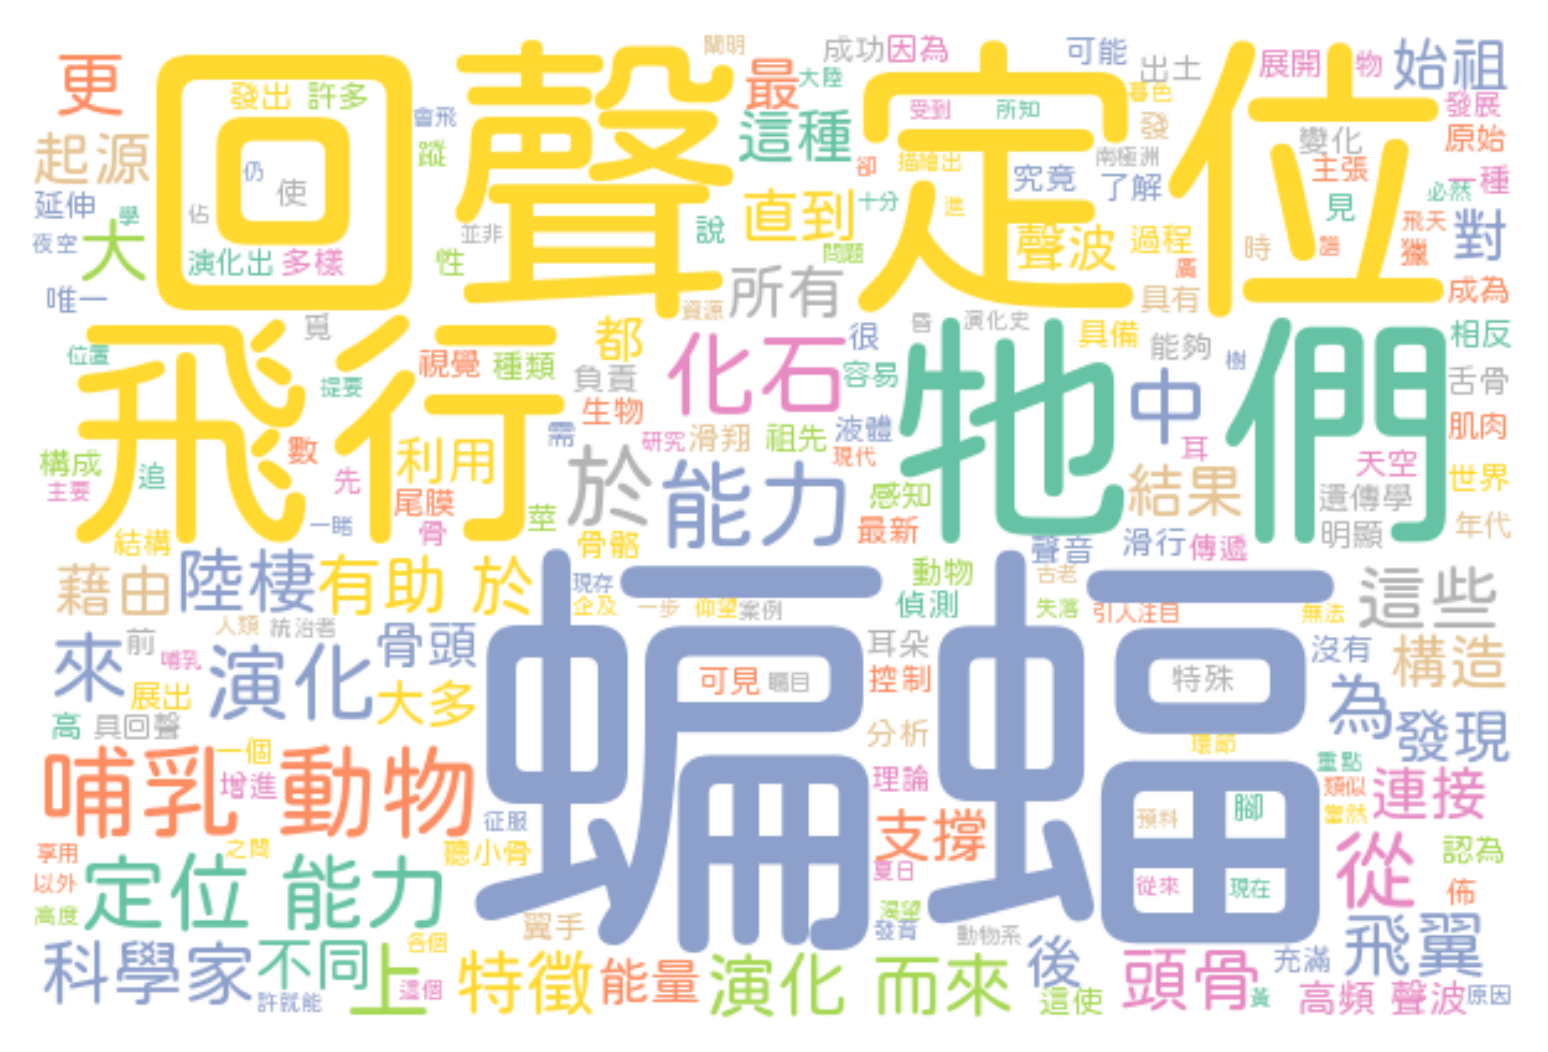 回聲定位
飛行
牠們
蝙蝠
更
起源
延伸
學
大
夜空
唯一
發出
許多
仍
使
佔
演化出
多樣
會飛
蹤
並非
性
闡明
成功
因為
最
大陸
這種
直到
十分
說
問題
所有
資源
受到
所知
卻
描繪出
進
究竟
聲波
可能
出土
暮色
發
南極洲
了解
過程
具有
展開
物
始祖
發展
變化
原始
主張
一種
見
必然
飛天
對
時
譜
獵
廣
成為
位置
覓
提要
數
構成
追
主要
先
一睹
視覺
種類
都
負責
生物
利用
尾膜
骨
莖
需
研究
滑翔
祖先
化石
很
容易
液體
現代
昏
演化史
具備
能夠
樹
中
耳
相反
舌骨
肌肉
天空
世界
遺傳學
明顯
年代
結構
於
能力
感知
最新
結果
骨骼
聲音
滑行
傳遞
藉由
陸棲
有助 於
現存
企及
一步
仰望
案例
動物
偵測
古老
失落
引人注目
無法
這些
人類
統治者
前
哺乳
來
展出
演化
骨頭
大多
高
具回聲
可見
矚目
耳朵
控制
分析
特殊
沒有
構造
為
發現
環節
哺乳 動物
一個
增進
征服
理論
重點
類似
當然
連接
預料
腳
享用
以外
高度
之間
聽小骨
定位 能力
支撐
夏日
渴望
從來
現在
從
認為
佈
翼手
發音
動物系
飛翼
科學家
不同
許就能
上
各個
這個
特徵
能量
演化 而來
後
這使
頭骨
黃
充滿
高頻 聲波
原因